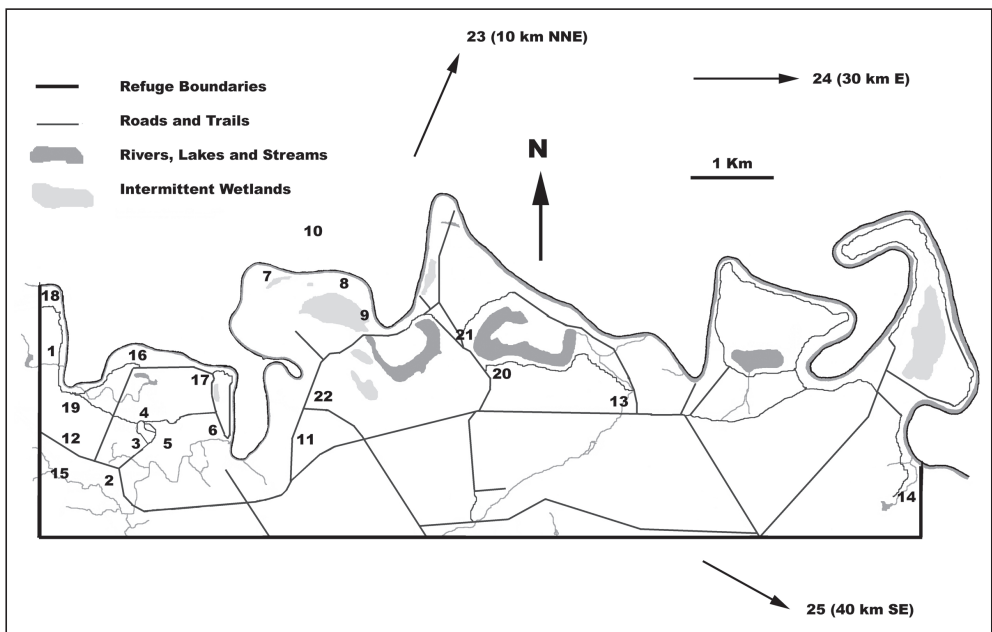 23 (10 km NNE)
24 (30 km E)
Refuge Boundaries
Roads and Trails
Rivers, Lakes and Streams
Intermittent Wetlands
N
1 Km
10
7
8
9
18
1
16
17
21
20
19
4
22
13
12
3
5
6
11
15
2
14
25 (40 km SE)